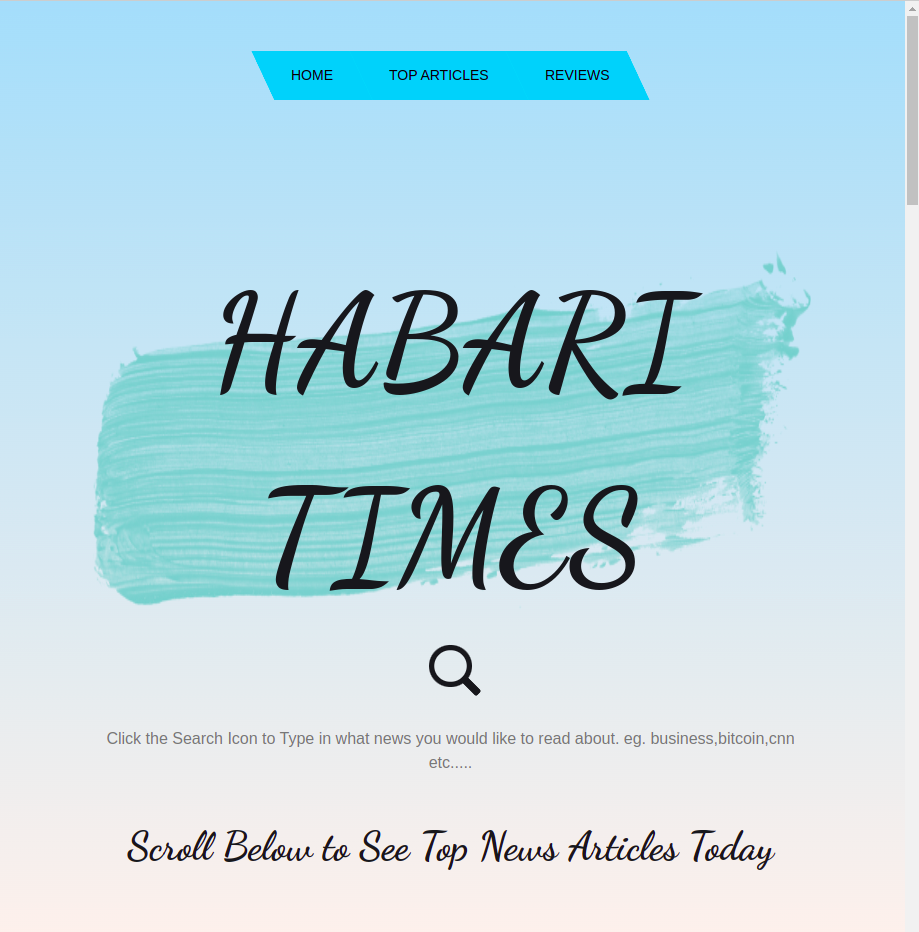 HOME TOP ARTICLES REVIEWS
HABARI
TIMES
Click the Search Icon to Type in what news you would like to read about. eg. business,bitcoin,cnn
etc.....
Scroll Below to See Top News Articles Today